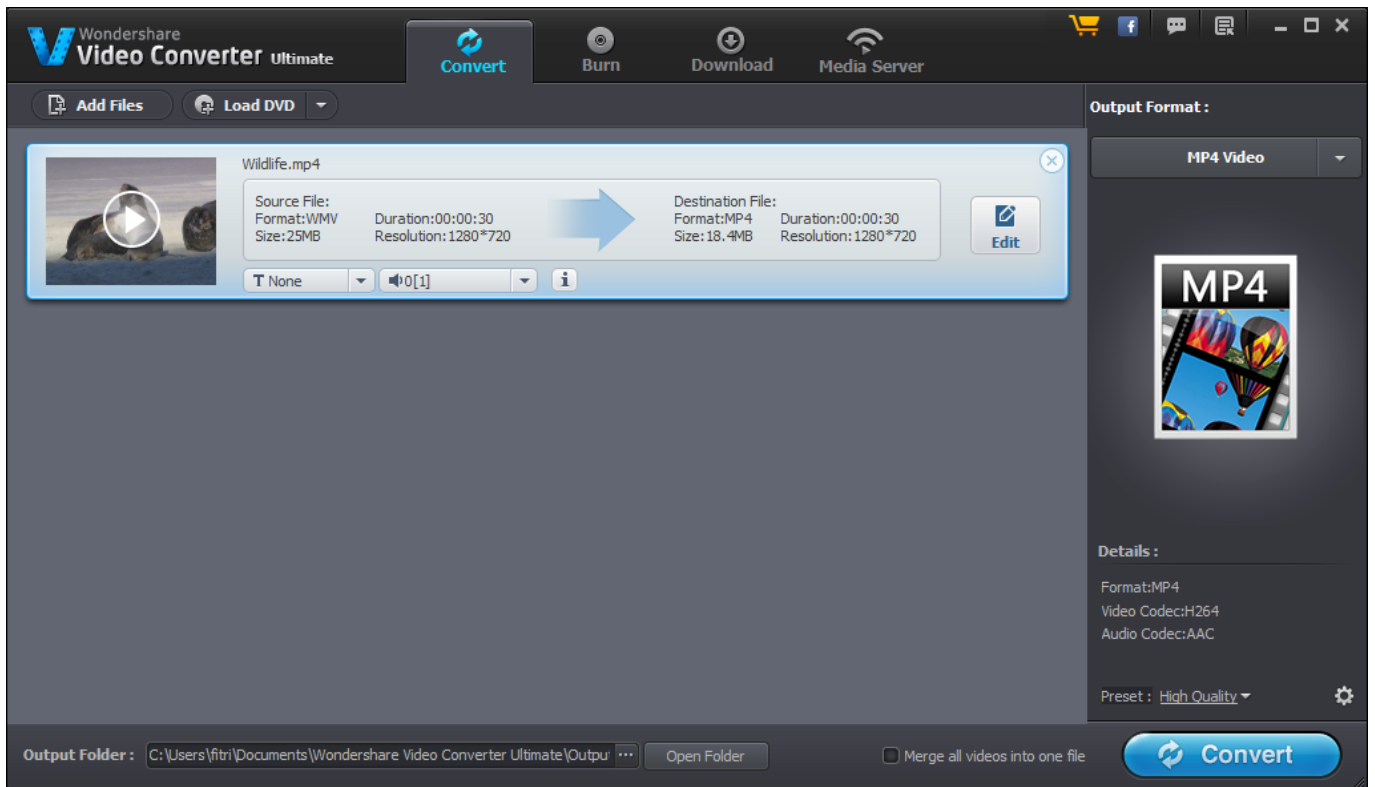 Wondershare
Video Converter Ultimate
Convert
Burn
Download
Media Server
Add Files
Load DVD
Output Format :
MP4 Video
Wildlife.mp4
Source File:
Format:WMV Duration:00:00:30
Size:25MB Resolution:1280*720
Destination File:
Format:MP4 Duration:00:00:30
Size:18.4MB Resolution:1280*720
Edit
T None
0[1]
i
MP4
Details :
Format:MP4
Video Codec:H264
Audio Codec:AAC
Preset : High Quality
Output Folder : C:\Users\fitri\Documents\Wondershare Video Converter Ultimate\Outpu ...
Open Folder
Merge all videos into one file
Convert